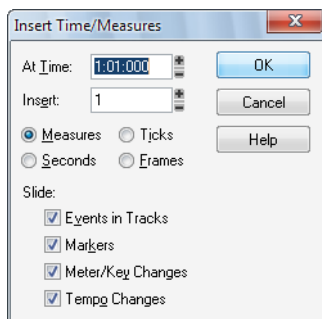 Insert Time/Measures
At Time: 1:01:000
OK
Insert: 1
Cancel
Measures Ticks
Help
Seconds Frames
Slide:
Events in Tracks
Markers
Meter/Key Changes
Tempo Changes